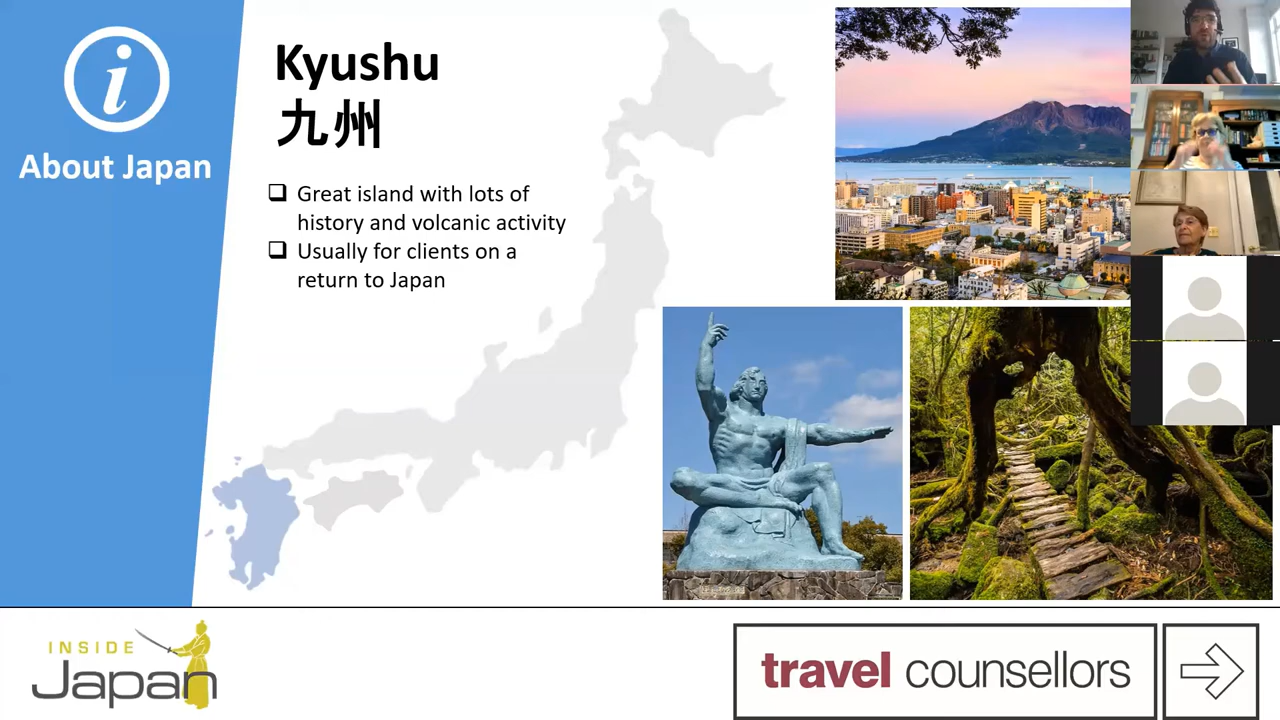 i
About Japan
Kyushu
九州
❑ Great island with lots of
history and volcanic activity
❑ Usually for clients on a
return to Japan
INSIDE
Japan
travel counsellors